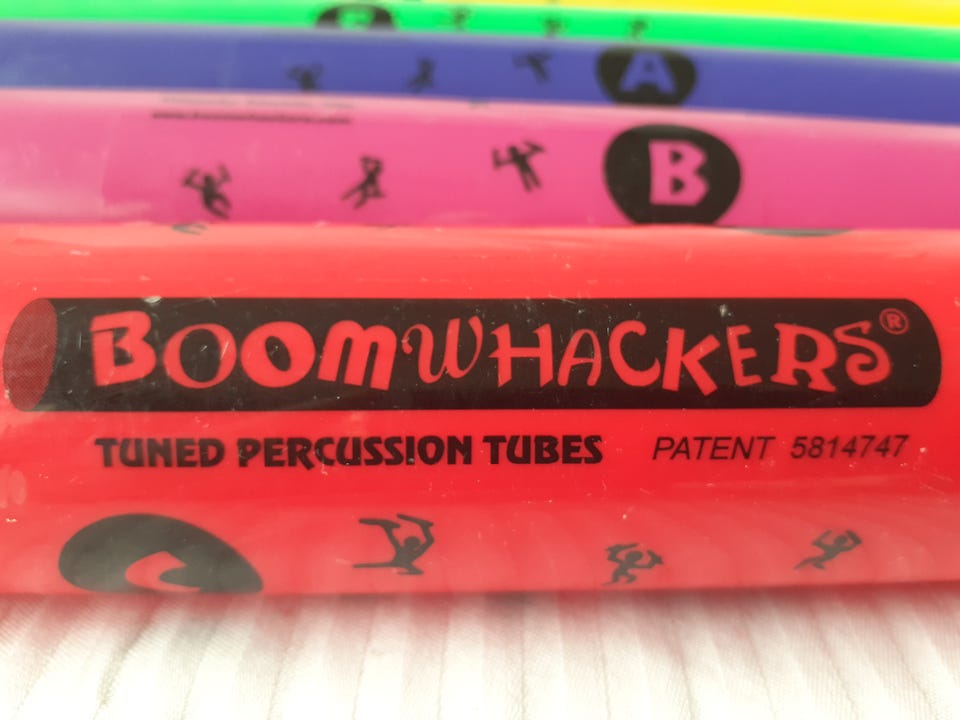 A
B
BOOMWHACKERS®
TUNED PERCUSSION TUBES PATENT 5814747
C